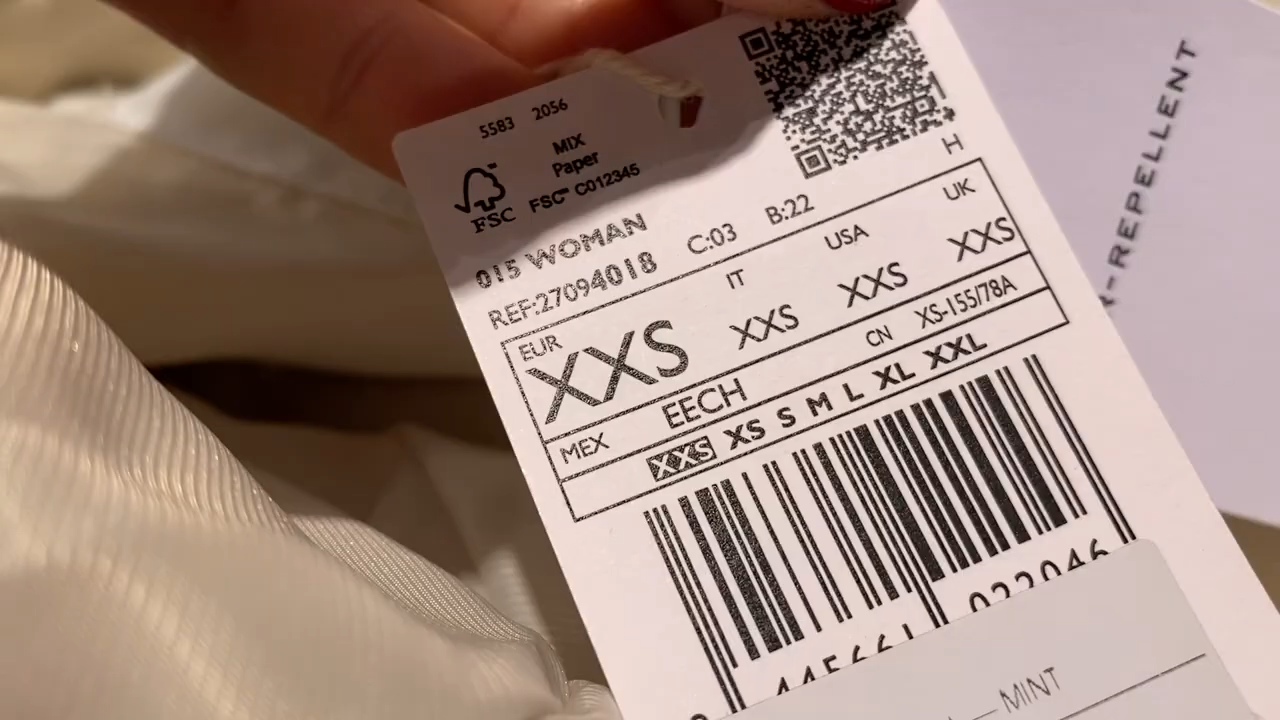 5583 2056
MIX
Paper
FSC™ C012345
FSC
H
015 WOMAN C:03 B:22
REF:27094018
EUR IT USA UK
XXS XXS XXS XXS
MEX EECH CN XS-155/78A
XXS XS S M L XL XXL
MINT
-REPELLENT